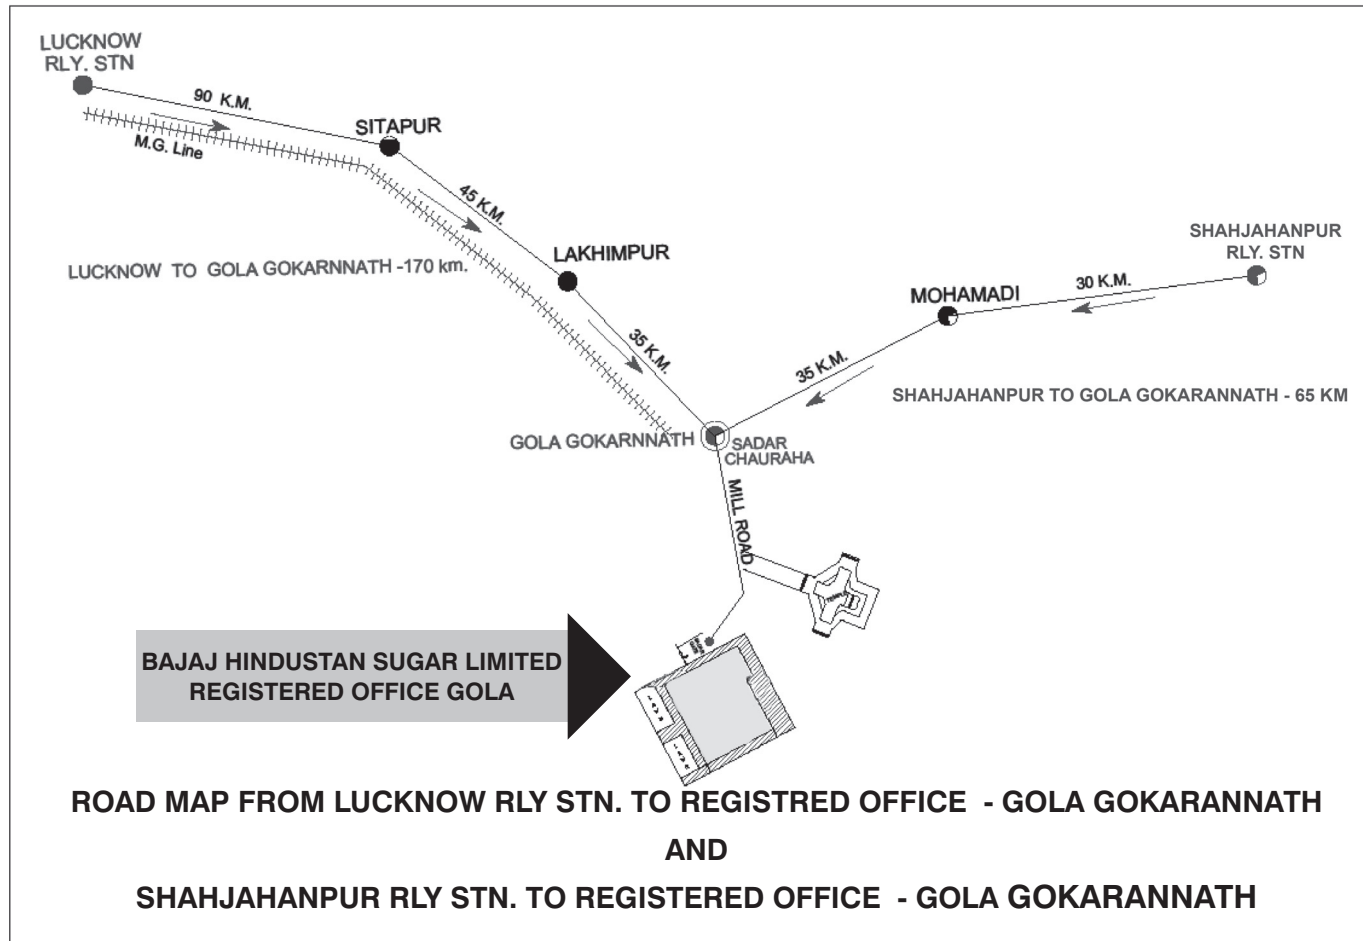 LUCKNOW
RLY. STN
90 K.M.
M.G. Line
SITAPUR
45 K.M.
LAKHIMPUR
LUCKNOW TO GOLA GOKARNNATH -170 km.
35 K.M.
SHAHJAHANPUR
RLY. STN
30 K.M.
MOHAMADI
35 K.M.
SHAHJAHANPUR TO GOLA GOKARANNATH - 65 KM
GOLA GOKARNNATH
SADAR
CHAURAHA
MILL ROAD
TEMPLE
BAJAJ HINDUSTAN SUGAR LIMITED
REGISTERED OFFICE GOLA
ROAD MAP FROM LUCKNOW RLY STN. TO REGISTRED OFFICE - GOLA GOKARANNATH
AND
SHAHJAHANPUR RLY STN. TO REGISTERED OFFICE - GOLA GOKARANNATH